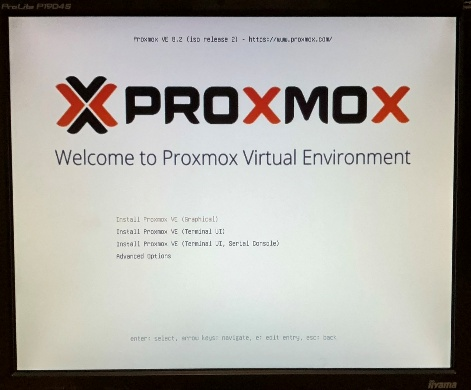 ProLite P1904S
Proxmox VE 8.2 (iso release 2) - https://www.proxmox.com/
PROXMOX
Welcome to Proxmox Virtual Environment
Install Proxmox VE (Graphical)
Install Proxmox VE (Terminal UI)
Install Proxmox VE (Terminal UI, Serial Console)
Advanced Options
enter: select, arrow keys: navigate, e: edit entry, esc: back
iiyama